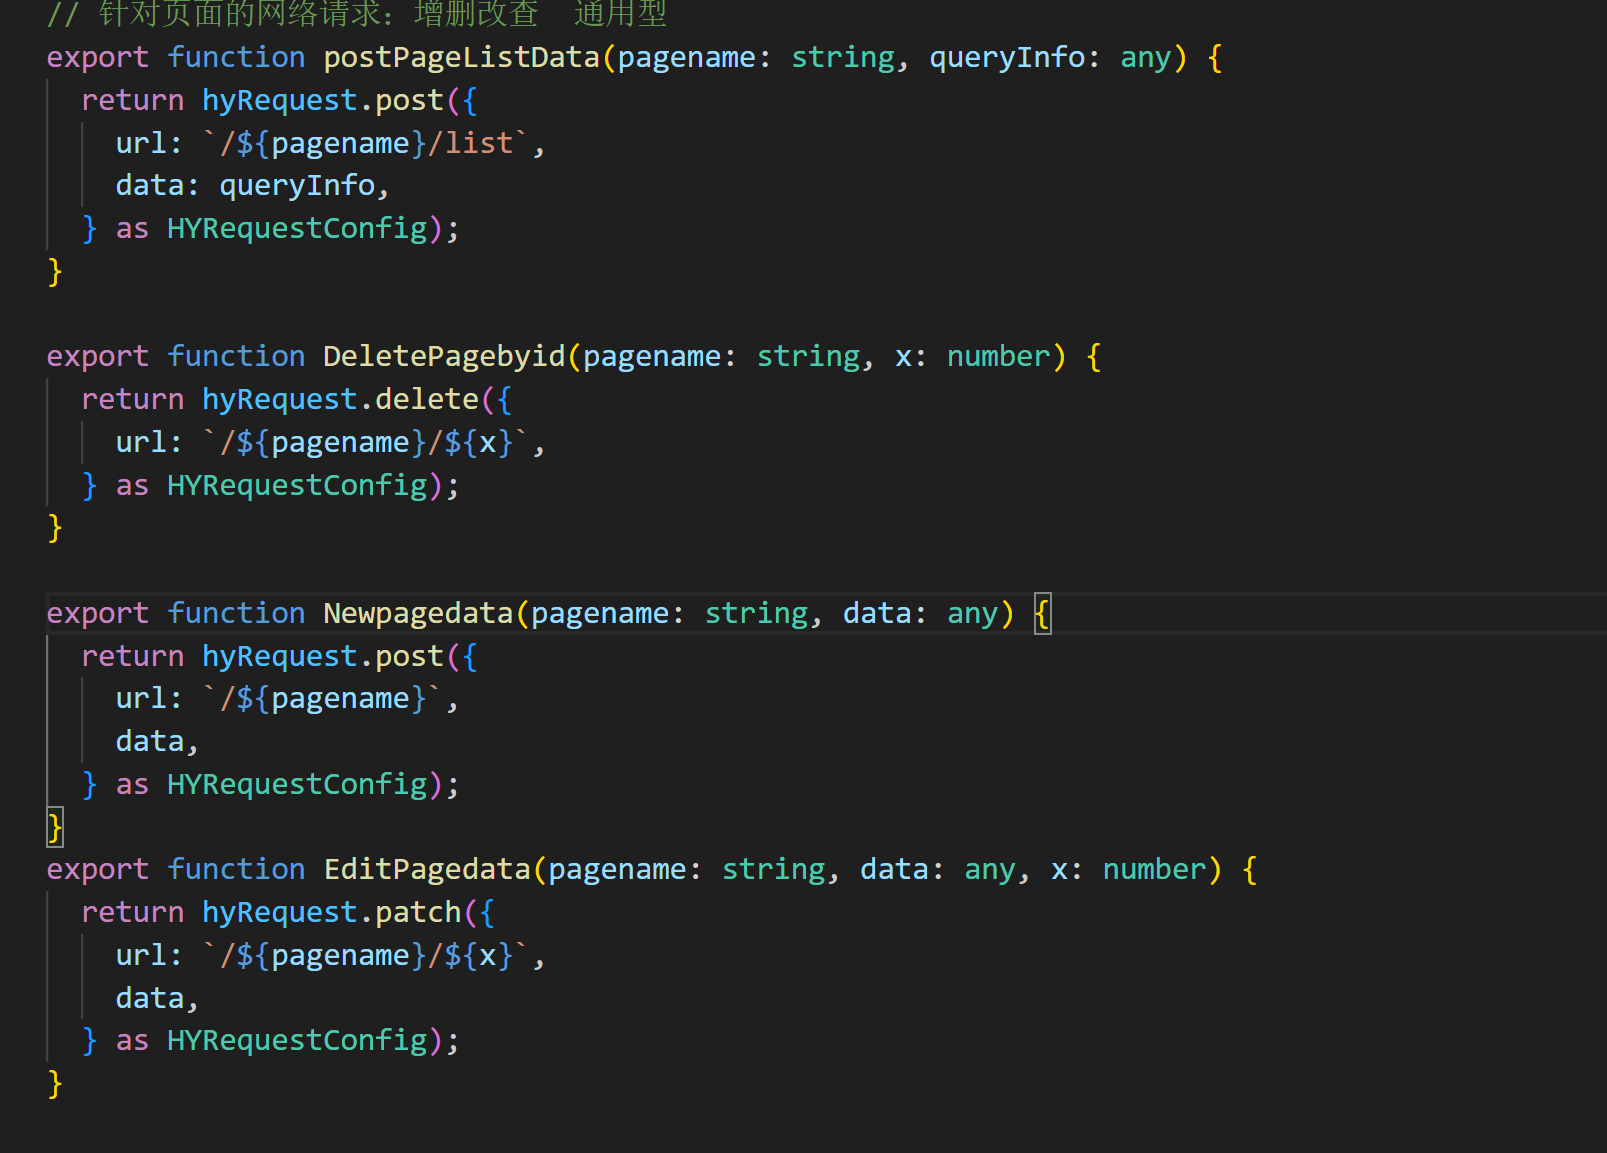 // 针对页面的网络请求：增删改查  通用型
export function postPageListData(pagename: string, queryInfo: any) {
  return hyRequest.post({
    url: `/${pagename}/list`,
    data: queryInfo,
  } as HYRequestConfig);
}

export function DeletePagebyid(pagename: string, x: number) {
  return hyRequest.delete({
    url: `/${pagename}/${x}`,
  } as HYRequestConfig);
}

export function Newpagedata(pagename: string, data: any) {
  return hyRequest.post({
    url: `/${pagename}`,
    data,
  } as HYRequestConfig);
}
export function EditPagedata(pagename: string, data: any, x: number) {
  return hyRequest.patch({
    url: `/${pagename}/${x}`,
    data,
  } as HYRequestConfig);
}